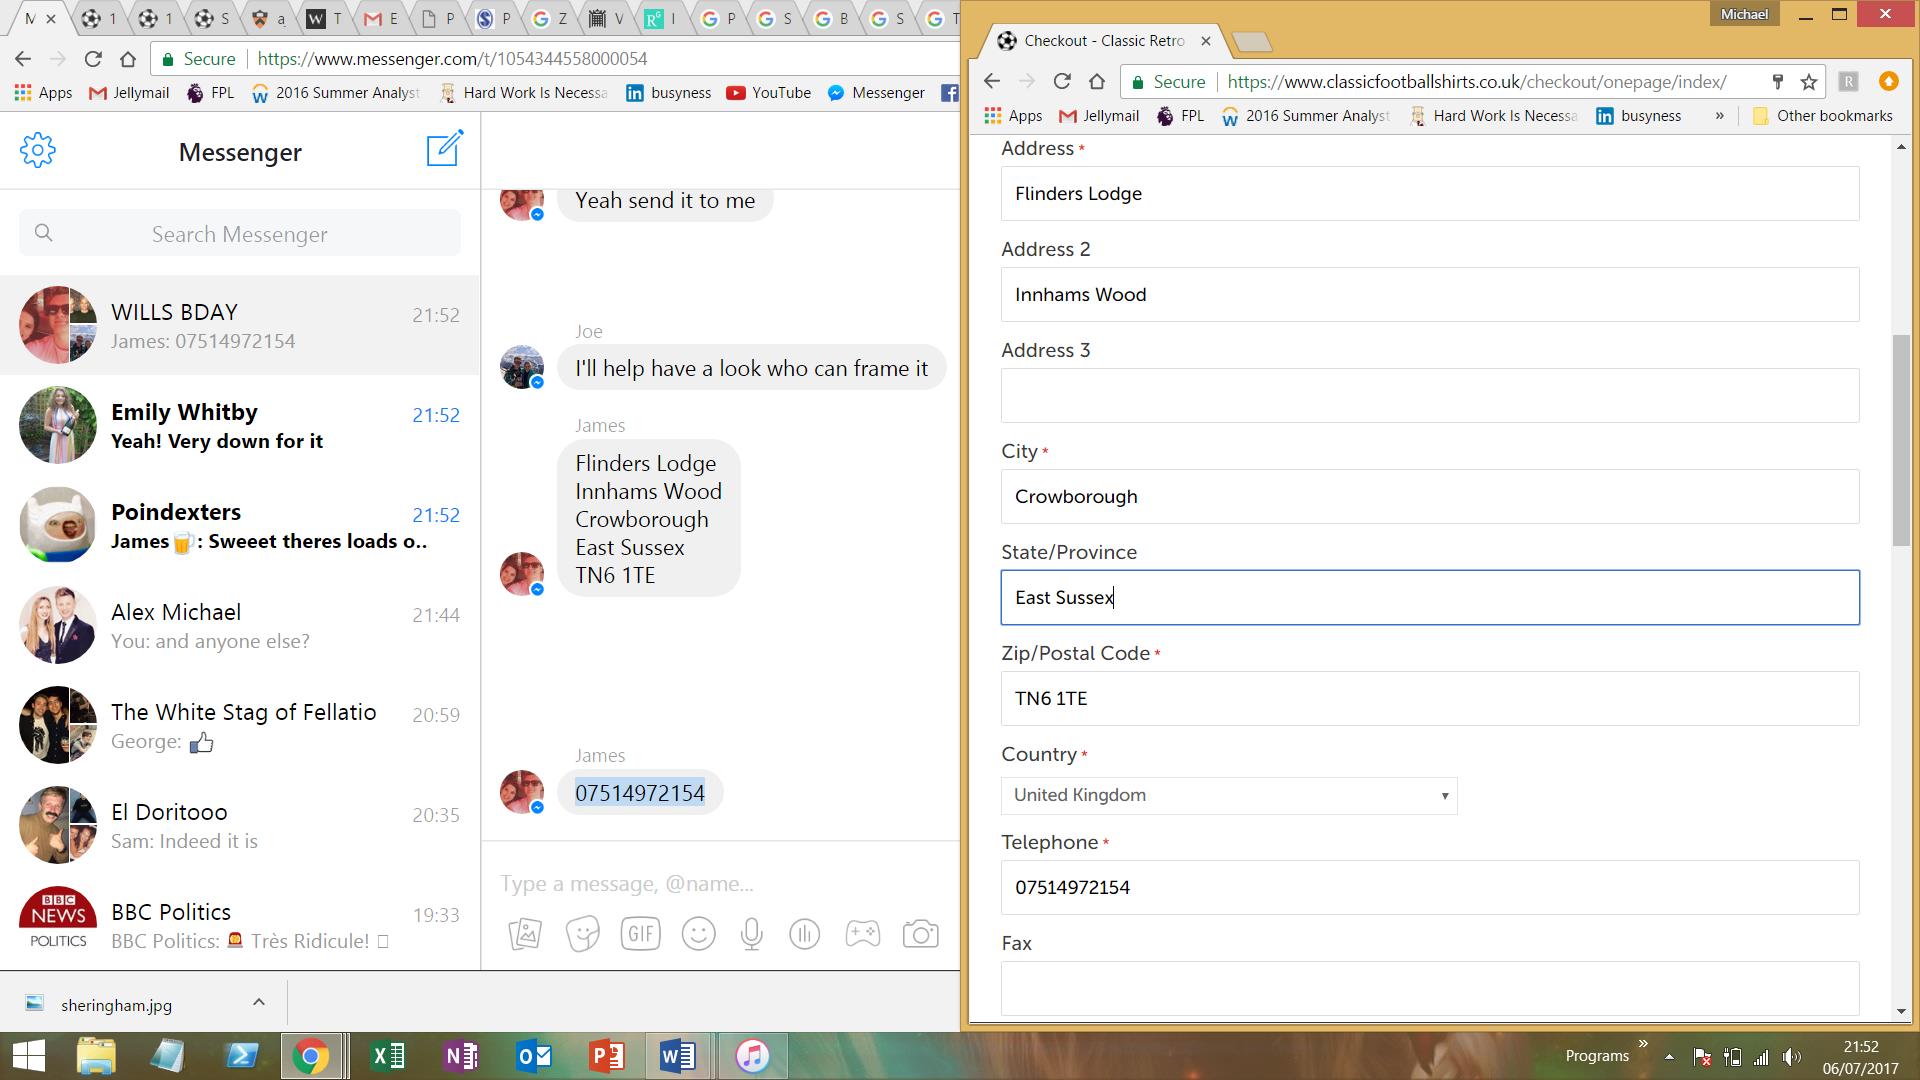 M
1
1
S
a
T
E
P
P
Z
V
I
P
S
B
S
T
Secure
https://www.messenger.com/t/1054344558000054
Apps
Jellymail
FPL
2016 Summer Analyst
Hard Work Is Necessa
busyness
YouTube
Messenger
Messenger
Search Messenger
WILLS BDAY
21:52
James: 07514972154
Emily Whitby
21:52
Yeah! Very down for it
Poindexters
21:52
James🍺: Sweeet theres loads o..
Alex Michael
21:44
You: and anyone else?
The White Stag of Fellatio
20:59
George: 👍
El Doritooo
20:35
Sam: Indeed it is
BBC
NEWS
POLITICS
BBC Politics
19:33
BBC Politics: 🚨 Très Ridicule!
Yeah send it to me
Joe
I'll help have a look who can frame it
James
Flinders Lodge
Innhams Wood
Crowborough
East Sussex
TN6 1TE
James
07514972154
Type a message, @name...
GIF
sheringham.jpg
Michael
Checkout - Classic Retro
Secure
https://www.classicfootballshirts.co.uk/checkout/onepage/index/
Apps
Jellymail
FPL
2016 Summer Analyst
Hard Work Is Necessa
busyness
»
Other bookmarks
Address *
Flinders Lodge
Address 2
Innhams Wood
Address 3
City *
Crowborough
State/Province
East Sussex
Zip/Postal Code *
TN6 1TE
Country *
United Kingdom
Telephone *
07514972154
Fax
Programs
»
21:52
06/07/2017